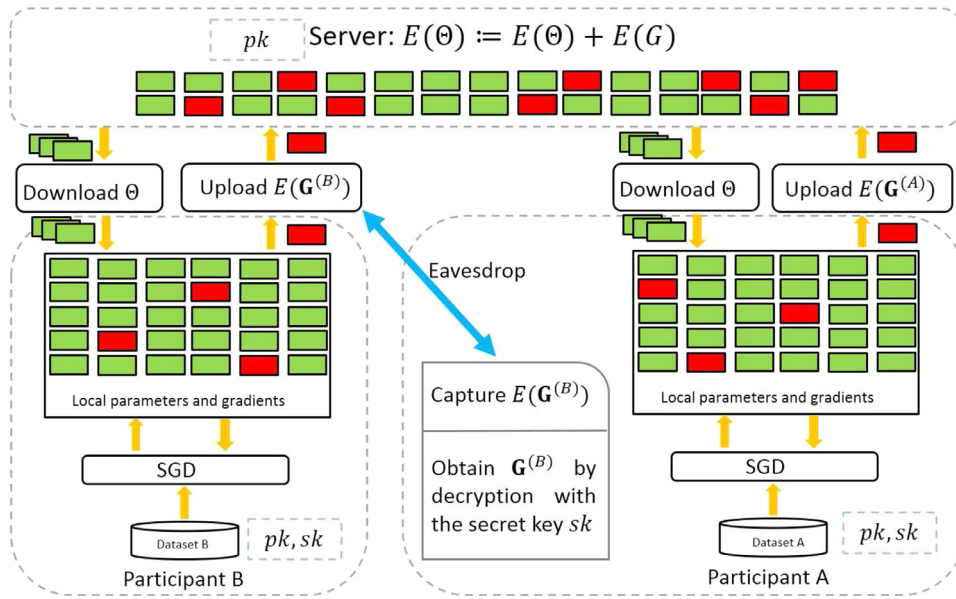 pk
Server: E(Θ) ≔ E(Θ) + E(G)
Download Θ
Upload E(G^(B))
Download Θ
Upload E(G^(A))
Eavesdrop
Local parameters and gradients
SGD
Dataset B
pk, sk
Participant B
Capture E(G^(B))
Obtain G^(B) by
decryption with
the secret key sk
Local parameters and gradients
SGD
Dataset A
pk, sk
Participant A